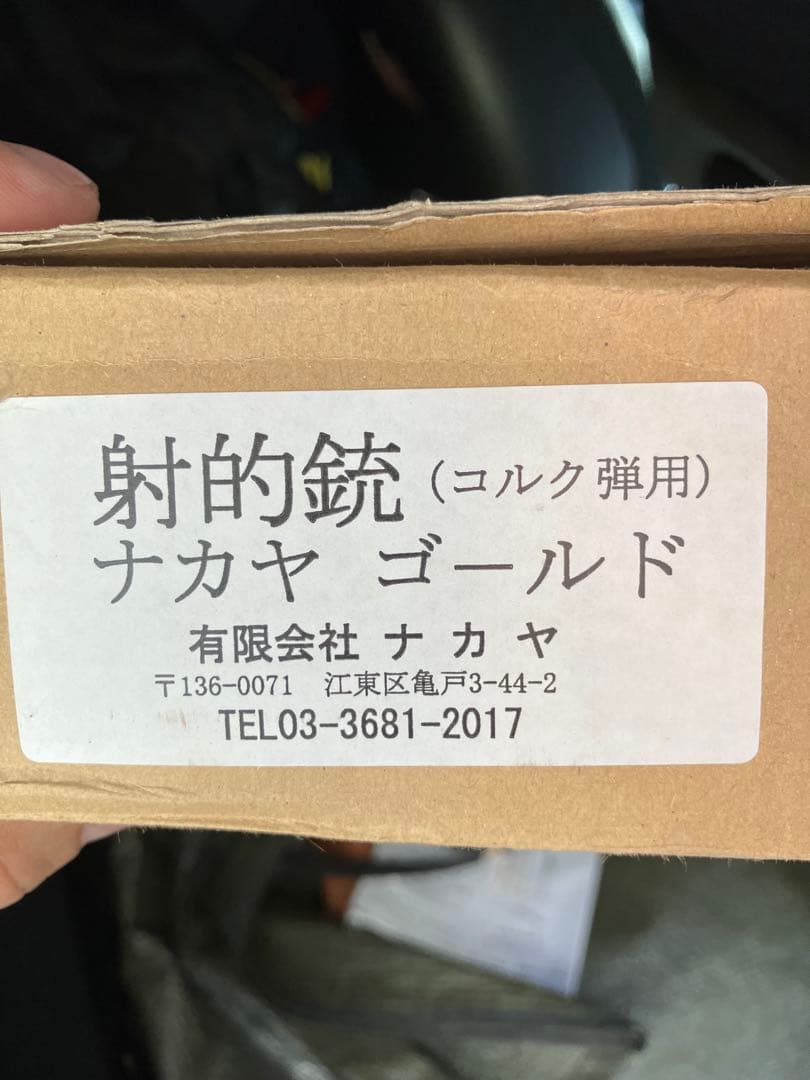 射的銃(コルク弾用)
ナカヤ ゴールド
有限会社 ナカヤ
〒136-0071 江東区亀戸3-44-2
TEL03-3681-2017